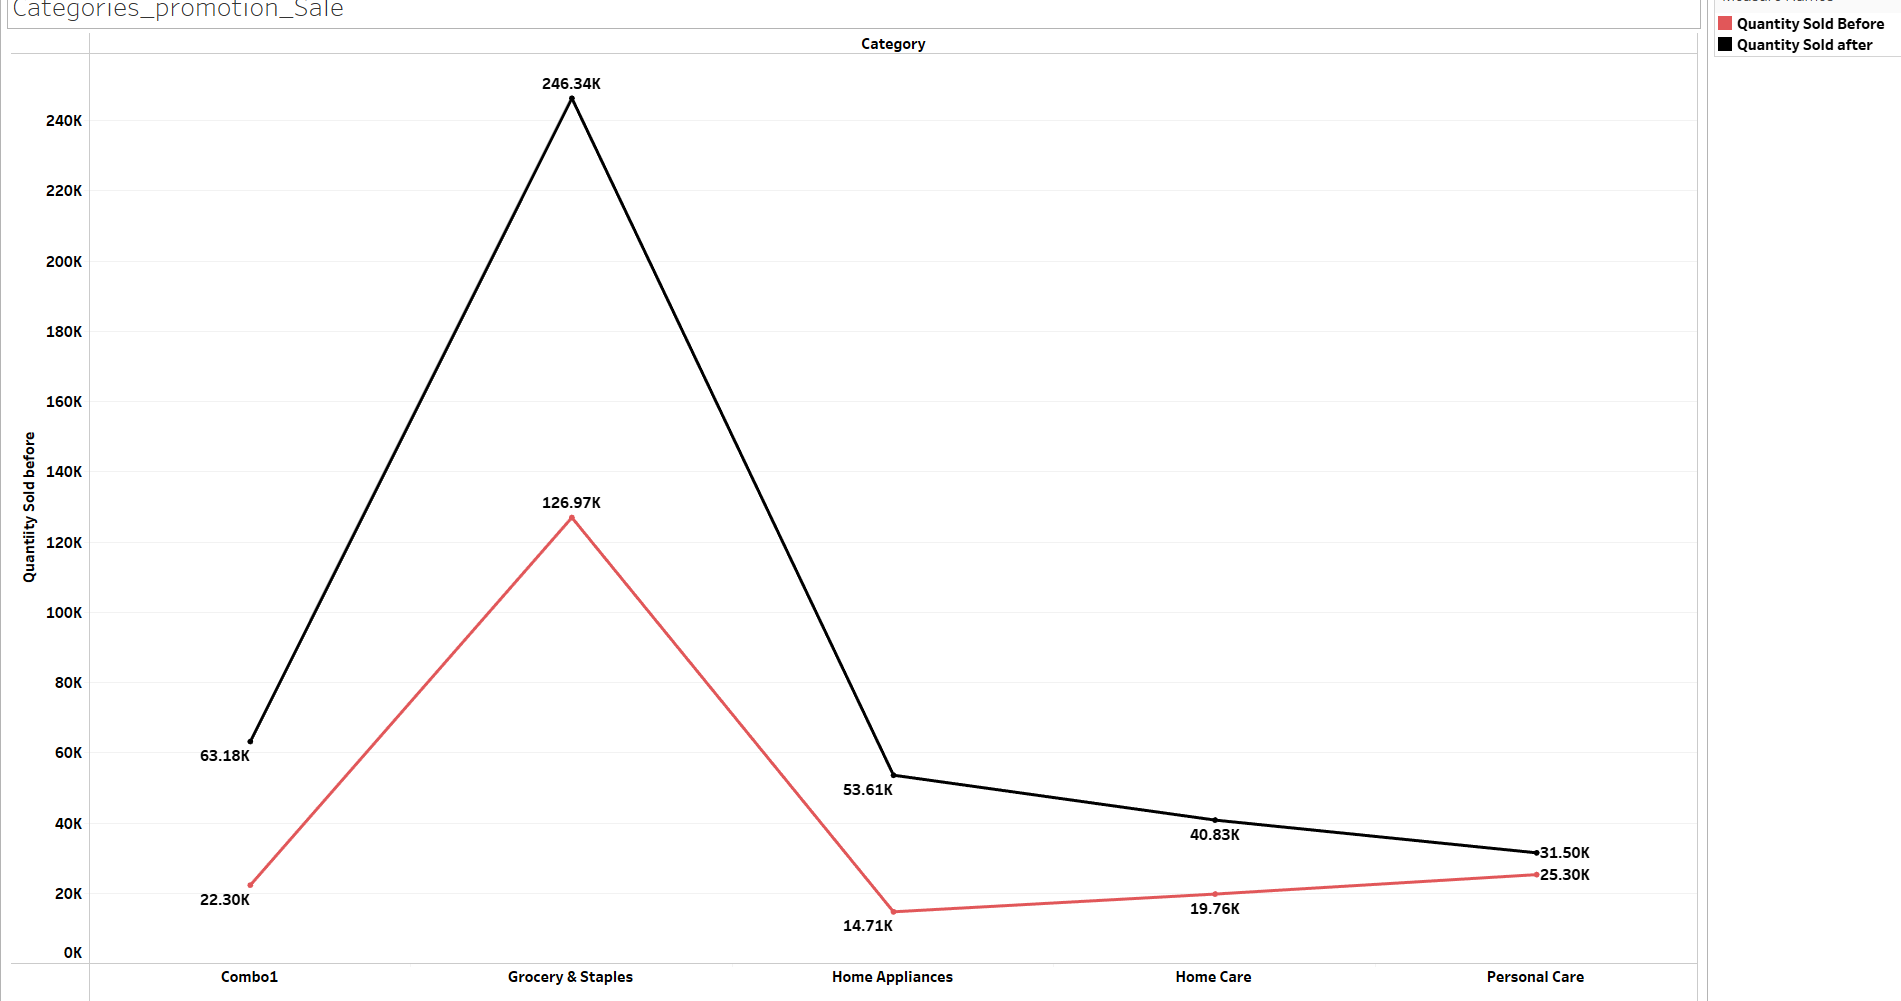 Categories_promotion_Sale
Quantity Sold Before
Quantity Sold after
Category
246.34K
240K
220K
200K
180K
160K
140K
126.97K
120K
100K
80K
63.18K
60K
53.61K
40.83K
40K
31.50K
25.30K
22.30K
20K
19.76K
14.71K
0K
Quantiity Sold before
Combo1
Grocery & Staples
Home Appliances
Home Care
Personal Care